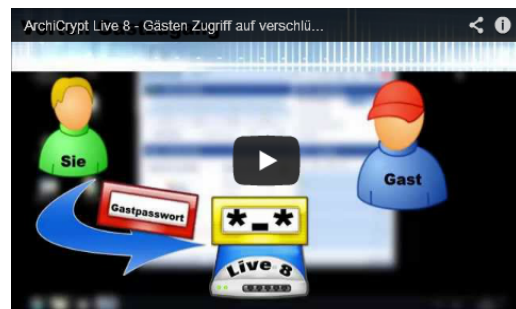 ArchiCrypt Live 8 - Gästen Zugriff auf verschlü...
Sie
Gast
Gastpasswort
*_*
Live 8